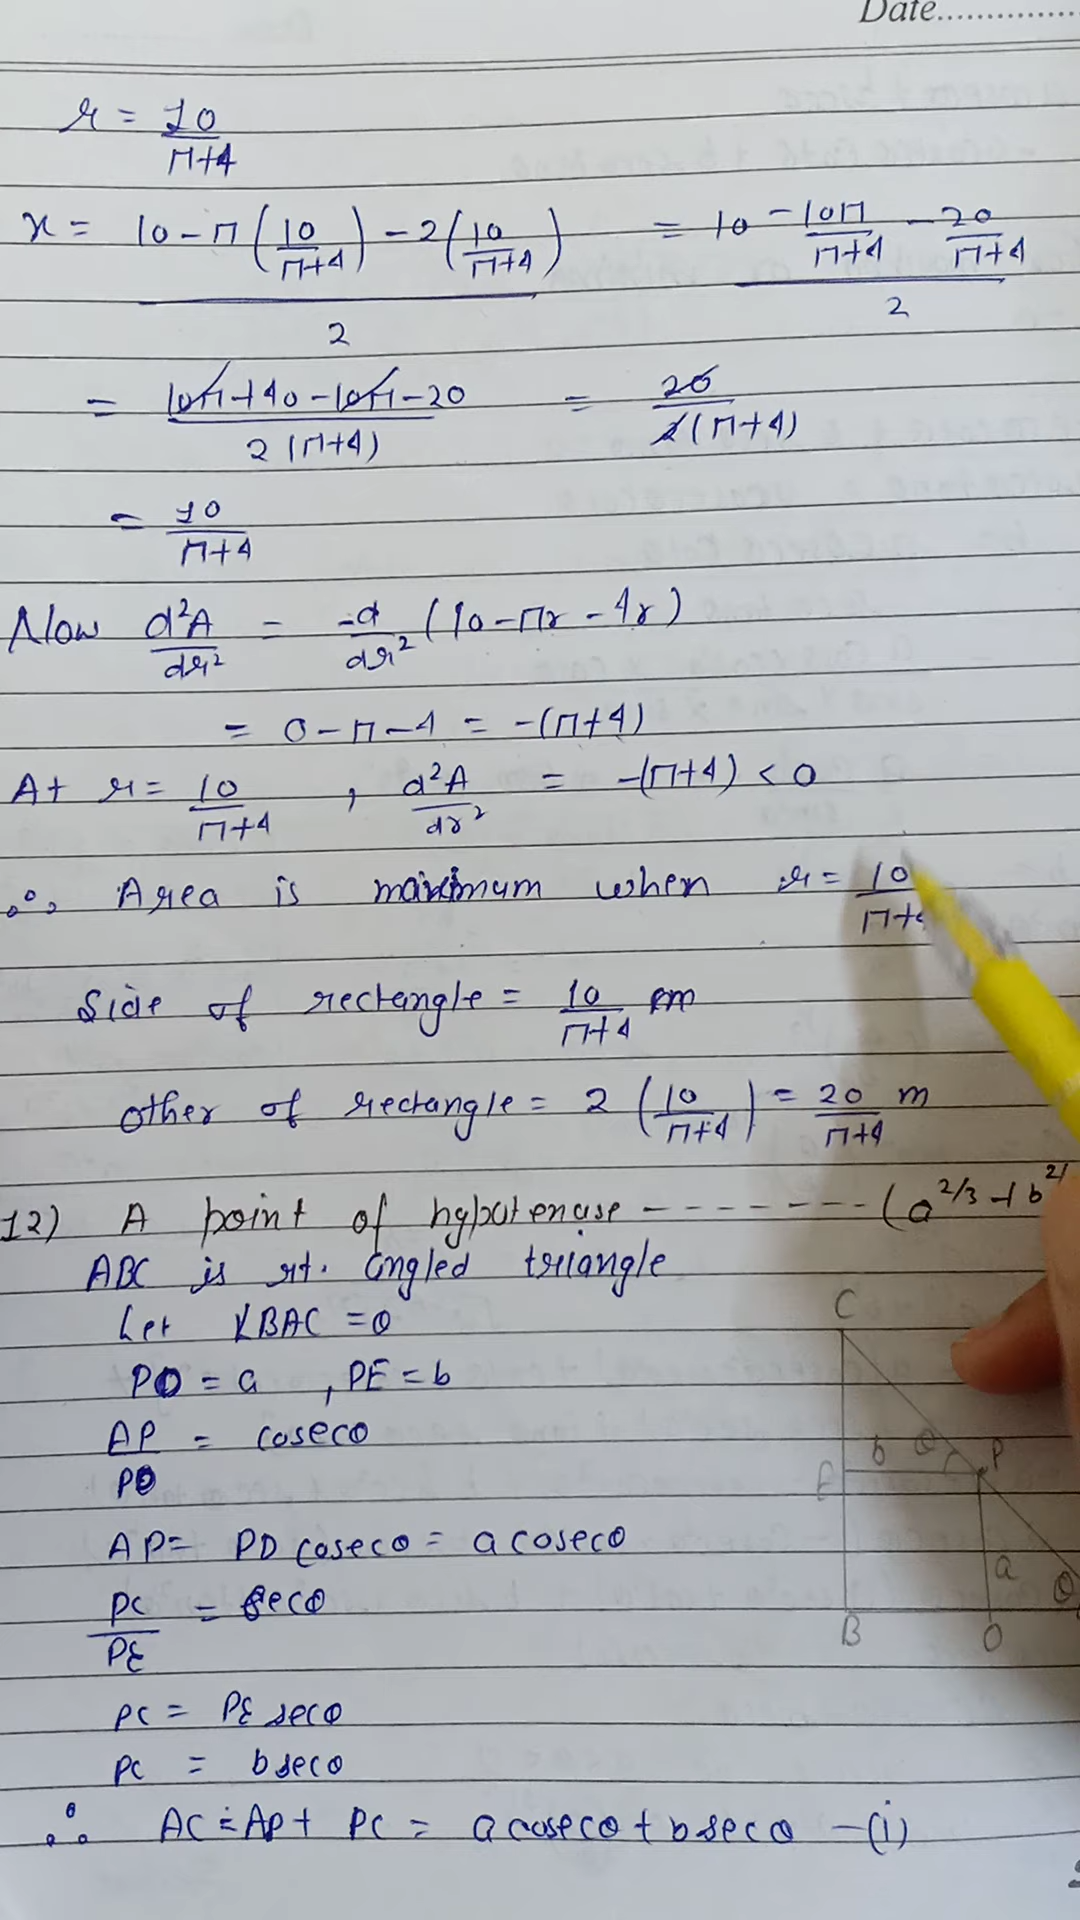 Date..............
r = 10/π+4
x = 10 - π(10/π+4) - 2(10/π+4) / 2 = 10 - 10π/π+4 - 20/π+4 / 2
= 10π+40-10π-20 / 2(π+4) = 20 / 2(π+4)
= 10/π+4
Now d²A/dr² = -d/dr² (10-πr-4r)
= 0-π-4 = -(π+4)
At r = 10/π+4 , d²A/dr² = -(π+4) < 0
∴ Area is maximum when r = 10/π+4
Side of rectangle = 10/π+4 m
other of rectangle = 2 (10/π+4) = 20/π+4 m
12) A point of hypotenuse ------- (a^2/3 + b^2/
ABC is rt. angled triangle
Let ∠BAC = θ
PD = a , PE = b
AP/PD = cosecθ
AP = PD cosecθ = a cosecθ
PC/PE = secθ
PC = PE secθ
PC = b secθ
∴ AC = AP + PC = a cosecθ + b secθ -(i)
C
b θ P
E
a θ
B D